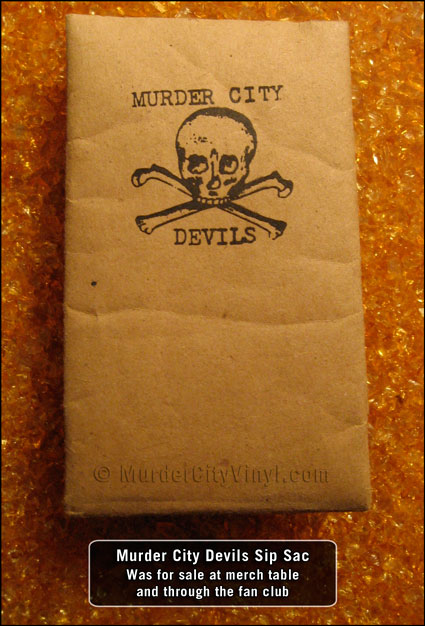 MURDER CITY
DEVILS
© MurderCityVinyl.com
Murder City Devils Sip Sac
Was for sale at merch table
and through the fan club